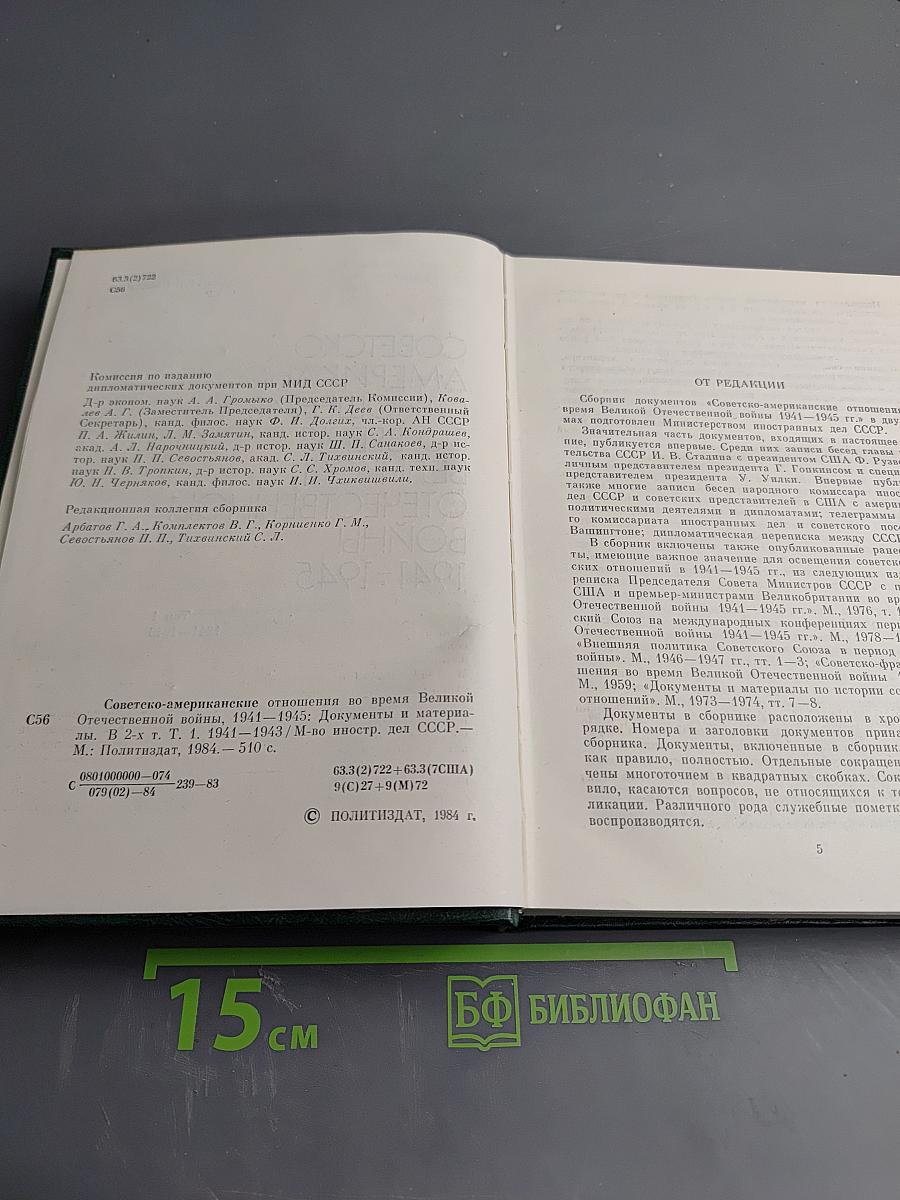 63.3(2)722
С56
Комиссия по изданию
дипломатических документов при МИД СССР
Д-р эконом. наук А. А. Громыко (Председатель Комиссии), Кова-
лев А. Г. (Заместитель Председателя), Г. К. Деев (Ответственный
Секретарь), канд. филос. наук Ф. И. Долгих, чл.-кор. АН СССР
П. А. Жилин, Л. М. Замятин, канд. истор. наук С. А. Кондрашев,
акад. А. Л. Нарочницкий, д-р истор. наук Ш. П. Санакоев, д-р ис-
тор. наук П. П. Севостьянов, акад. С. Л. Тихвинский, канд. истор.
наук Н. В. Тропкин, д-р истор. наук С. С. Хромов, канд. техн. наук
Ю. Н. Черняков, канд. филос. наук И. И. Чхиквишвили.
Редакционная коллегия сборника
Арбатов Г. А., Комплектов В. Г., Корниенко Г. М.,
Севостьянов П. П., Тихвинский С. Л.
Советско-американские отношения во время Великой
С56 Отечественной войны, 1941—1945: Документы и материа-
лы. В 2-х т. Т. 1. 1941—1943/М-во иностр. дел СССР.—
М.: Политиздат, 1984.— 510 с.
С 0801000000—074
079(02)—84 239—83
63.3(2)722+63.3(7США)
9(С)27+9(М)72
© ПОЛИТИЗДАТ, 1984 г.
ОТ РЕДАКЦИИ
Сборник документов «Советско-американские отношения
время Великой Отечественной войны 1941—1945 гг.» в двух
мах подготовлен Министерством иностранных дел СССР.
Значительная часть документов, входящих в настоящее
ние, публикуется впервые. Среди них записи бесед главы
тельства СССР И. В. Сталина с президентом США Ф. Рузве
личным представителем президента Г. Гопкинсом и специ
представителем президента У. Уилки. Впервые публ
также многие записи бесед народного комиссара инос
дел СССР и советских представителей в США с амери
политическими деятелями и дипломатами; телеграммы
го комиссариата иностранных дел и советского посо
Вашингтоне; дипломатическая переписка между СССР
В сборник включены также опубликованные ранее
ты, имеющие важное значение для освещения советско
ских отношений в 1941—1945 гг., из следующих изд
реписка Председателя Совета Министров СССР с п
США и премьер-министрами Великобритании во вр
Отечественной войны 1941—1945 гг.». М., 1976, т. 1
ский Союз на международных конференциях пери
Отечественной войны 1941—1945 гг.». М., 1978—1
«Внешняя политика Советского Союза в период
войны». М., 1946—1947 гг., тт. 1—3; «Советско-фра
шения во время Великой Отечественной войны
М., 1959; «Документы и материалы по истории со
отношений». М., 1973—1974, тт. 7—8.
Документы в сборнике расположены в хро
рядке. Номера и заголовки документов прина
сборника. Документы, включенные в сборник
как правило, полностью. Отдельные сокращен
чены многоточием в квадратных скобках. Сок
вило, касаются вопросов, не относящихся к те
ликации. Различного рода служебные пометк
воспроизводятся.
5
15 см
БФ БИБЛИОФАН